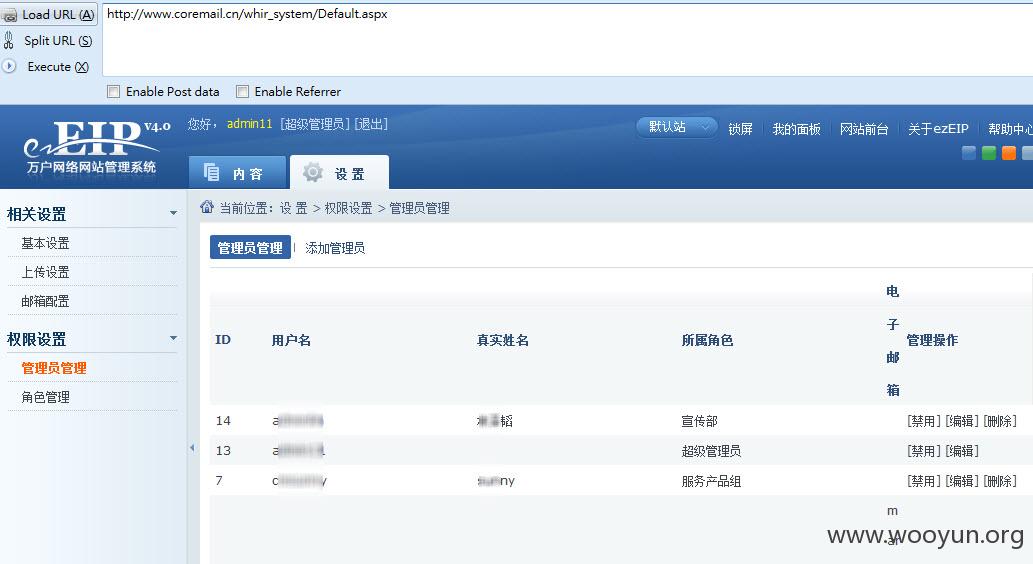 Load URL (A)
http://www.coremail.cn/whir_system/Default.aspx
Split URL (S)
Execute (X)
Enable Post data Enable Referrer
ezEIP v4.0
万户网络网站管理系统
您好， admin11 [超级管理员] [退出]
默认站 锁屏 我的面板 网站前台 关于ezEIP 帮助中心
内 容 设 置
相关设置
基本设置
上传设置
邮箱配置
权限设置
管理员管理
角色管理
当前位置：设 置 > 权限设置 > 管理员管理
管理员管理 添加管理员
ID 用户名 真实姓名 所属角色 电子邮箱 管理操作
14 宣传部 [禁用] [编辑] [删除]
13 超级管理员 [禁用] [编辑]
7 服务产品组 [禁用] [编辑] [删除]
m
www.wooyun.org